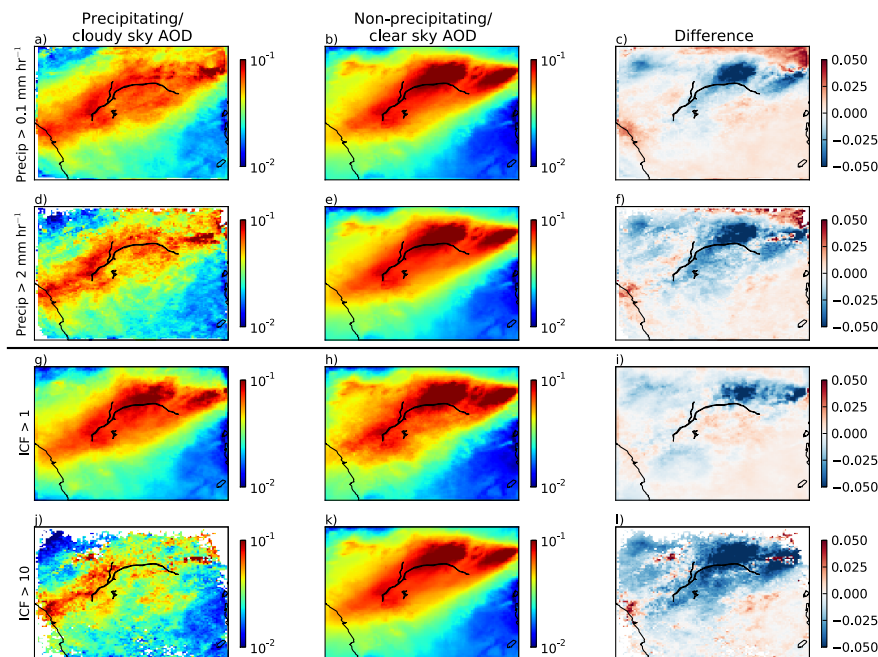 Precipitating/
cloudy sky AOD
Non-precipitating/
clear sky AOD
Difference
a)
b)
c)
Precip > 0.1 mm hr⁻¹
10⁻¹
10⁻²
10⁻¹
10⁻²
0.050
0.025
0.000
−0.025
−0.050
d)
e)
f)
Precip > 2 mm hr⁻¹
10⁻¹
10⁻²
10⁻¹
10⁻²
0.050
0.025
0.000
−0.025
−0.050
g)
h)
i)
ICF > 1
10⁻¹
10⁻²
10⁻¹
10⁻²
0.050
0.025
0.000
−0.025
−0.050
j)
k)
l)
ICF > 10
10⁻¹
10⁻²
10⁻¹
10⁻²
0.050
0.025
0.000
−0.025
−0.050